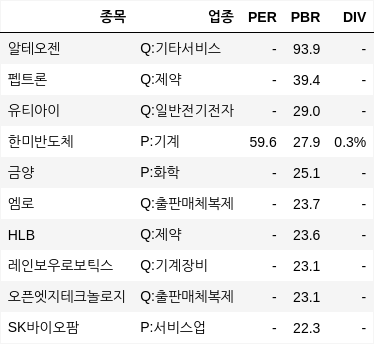 종목 업종 PER PBR DIV
알테오젠 Q:기타서비스 - 93.9 -
펩트론 Q:제약 - 39.4 -
유티아이 Q:일반전기전자 - 29.0 -
한미반도체 P:기계 59.6 27.9 0.3%
금양 P:화학 - 25.1 -
엠로 Q:출판매체복제 - 23.7 -
HLB Q:제약 - 23.6 -
레인보우로보틱스 Q:기계장비 - 23.1 -
오픈엣지테크놀로지 Q:출판매체복제 - 23.1 -
SK바이오팜 P:서비스업 - 22.3 -